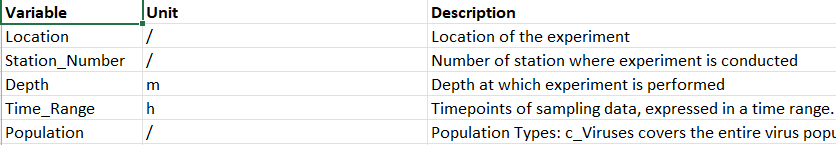 Variable Unit Description
Location / Location of the experiment
Station_Number / Number of station where experiment is conducted
Depth m Depth at which experiment is performed
Time_Range h Timepoints of sampling data, expressed in a time range.
Population / Population Types: c_Viruses covers the entire virus